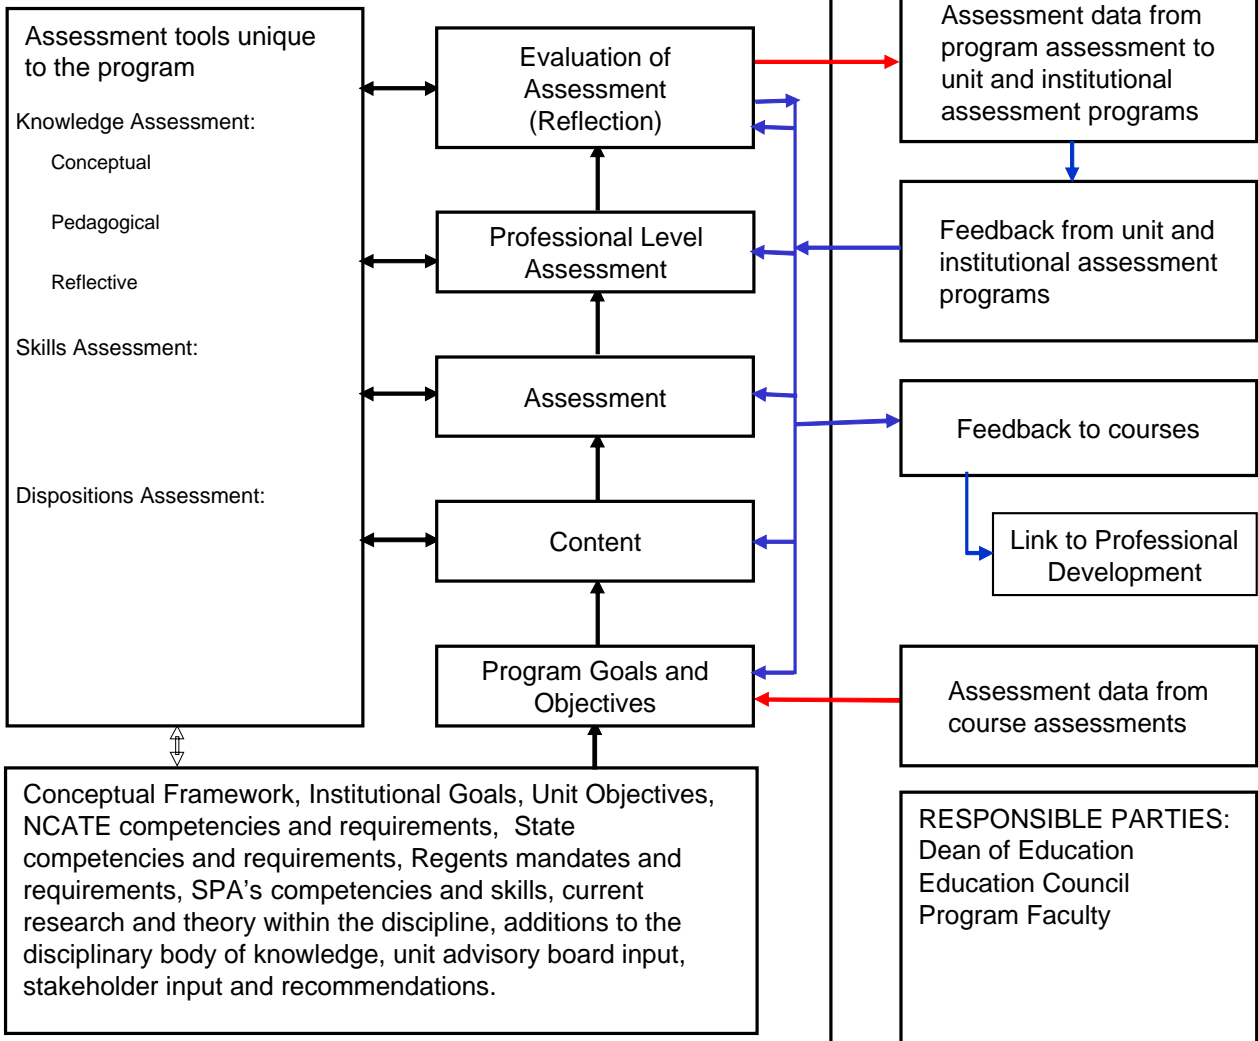 Assessment tools unique
to the program
Knowledge Assessment:
Conceptual
Pedagogical
Reflective
Skills Assessment:
Dispositions Assessment:
Evaluation of
Assessment
(Reflection)
Professional Level
Assessment
Assessment
Content
Program Goals and
Objectives
Conceptual Framework, Institutional Goals, Unit Objectives,
NCATE competencies and requirements, State
competencies and requirements, Regents mandates and
requirements, SPA's competencies and skills, current
research and theory within the discipline, additions to the
disciplinary body of knowledge, unit advisory board input,
stakeholder input and recommendations.
Assessment data from
program assessment to
unit and institutional
assessment programs
Feedback from unit and
institutional assessment
programs
Feedback to courses
Link to Professional
Development
Assessment data from
course assessments
RESPONSIBLE PARTIES:
Dean of Education
Education Council
Program Faculty